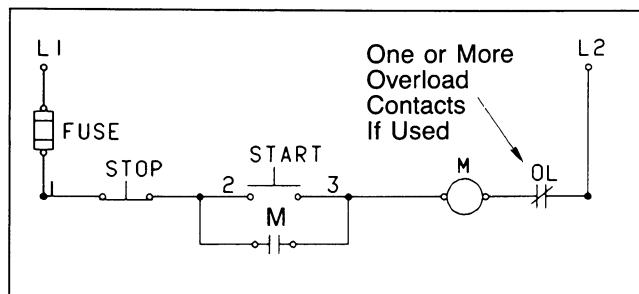 L1
One or More
Overload
Contacts
If Used
L2
FUSE
STOP
START
M
OL
1
2
3
M